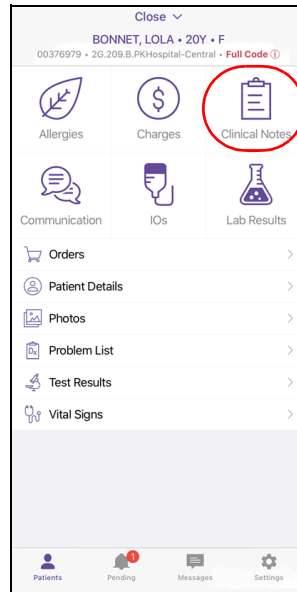 Close
BONNET, LOLA • 20Y • F
00376979 • 2G.209.B.PKHospital-Central • Full Code
Allergies
Charges
Clinical Notes
Communication
IOs
Lab Results
Orders
Patient Details
Photos
Dx
Problem List
Test Results
Vital Signs
1
Patients
Pending
Messages
Settings